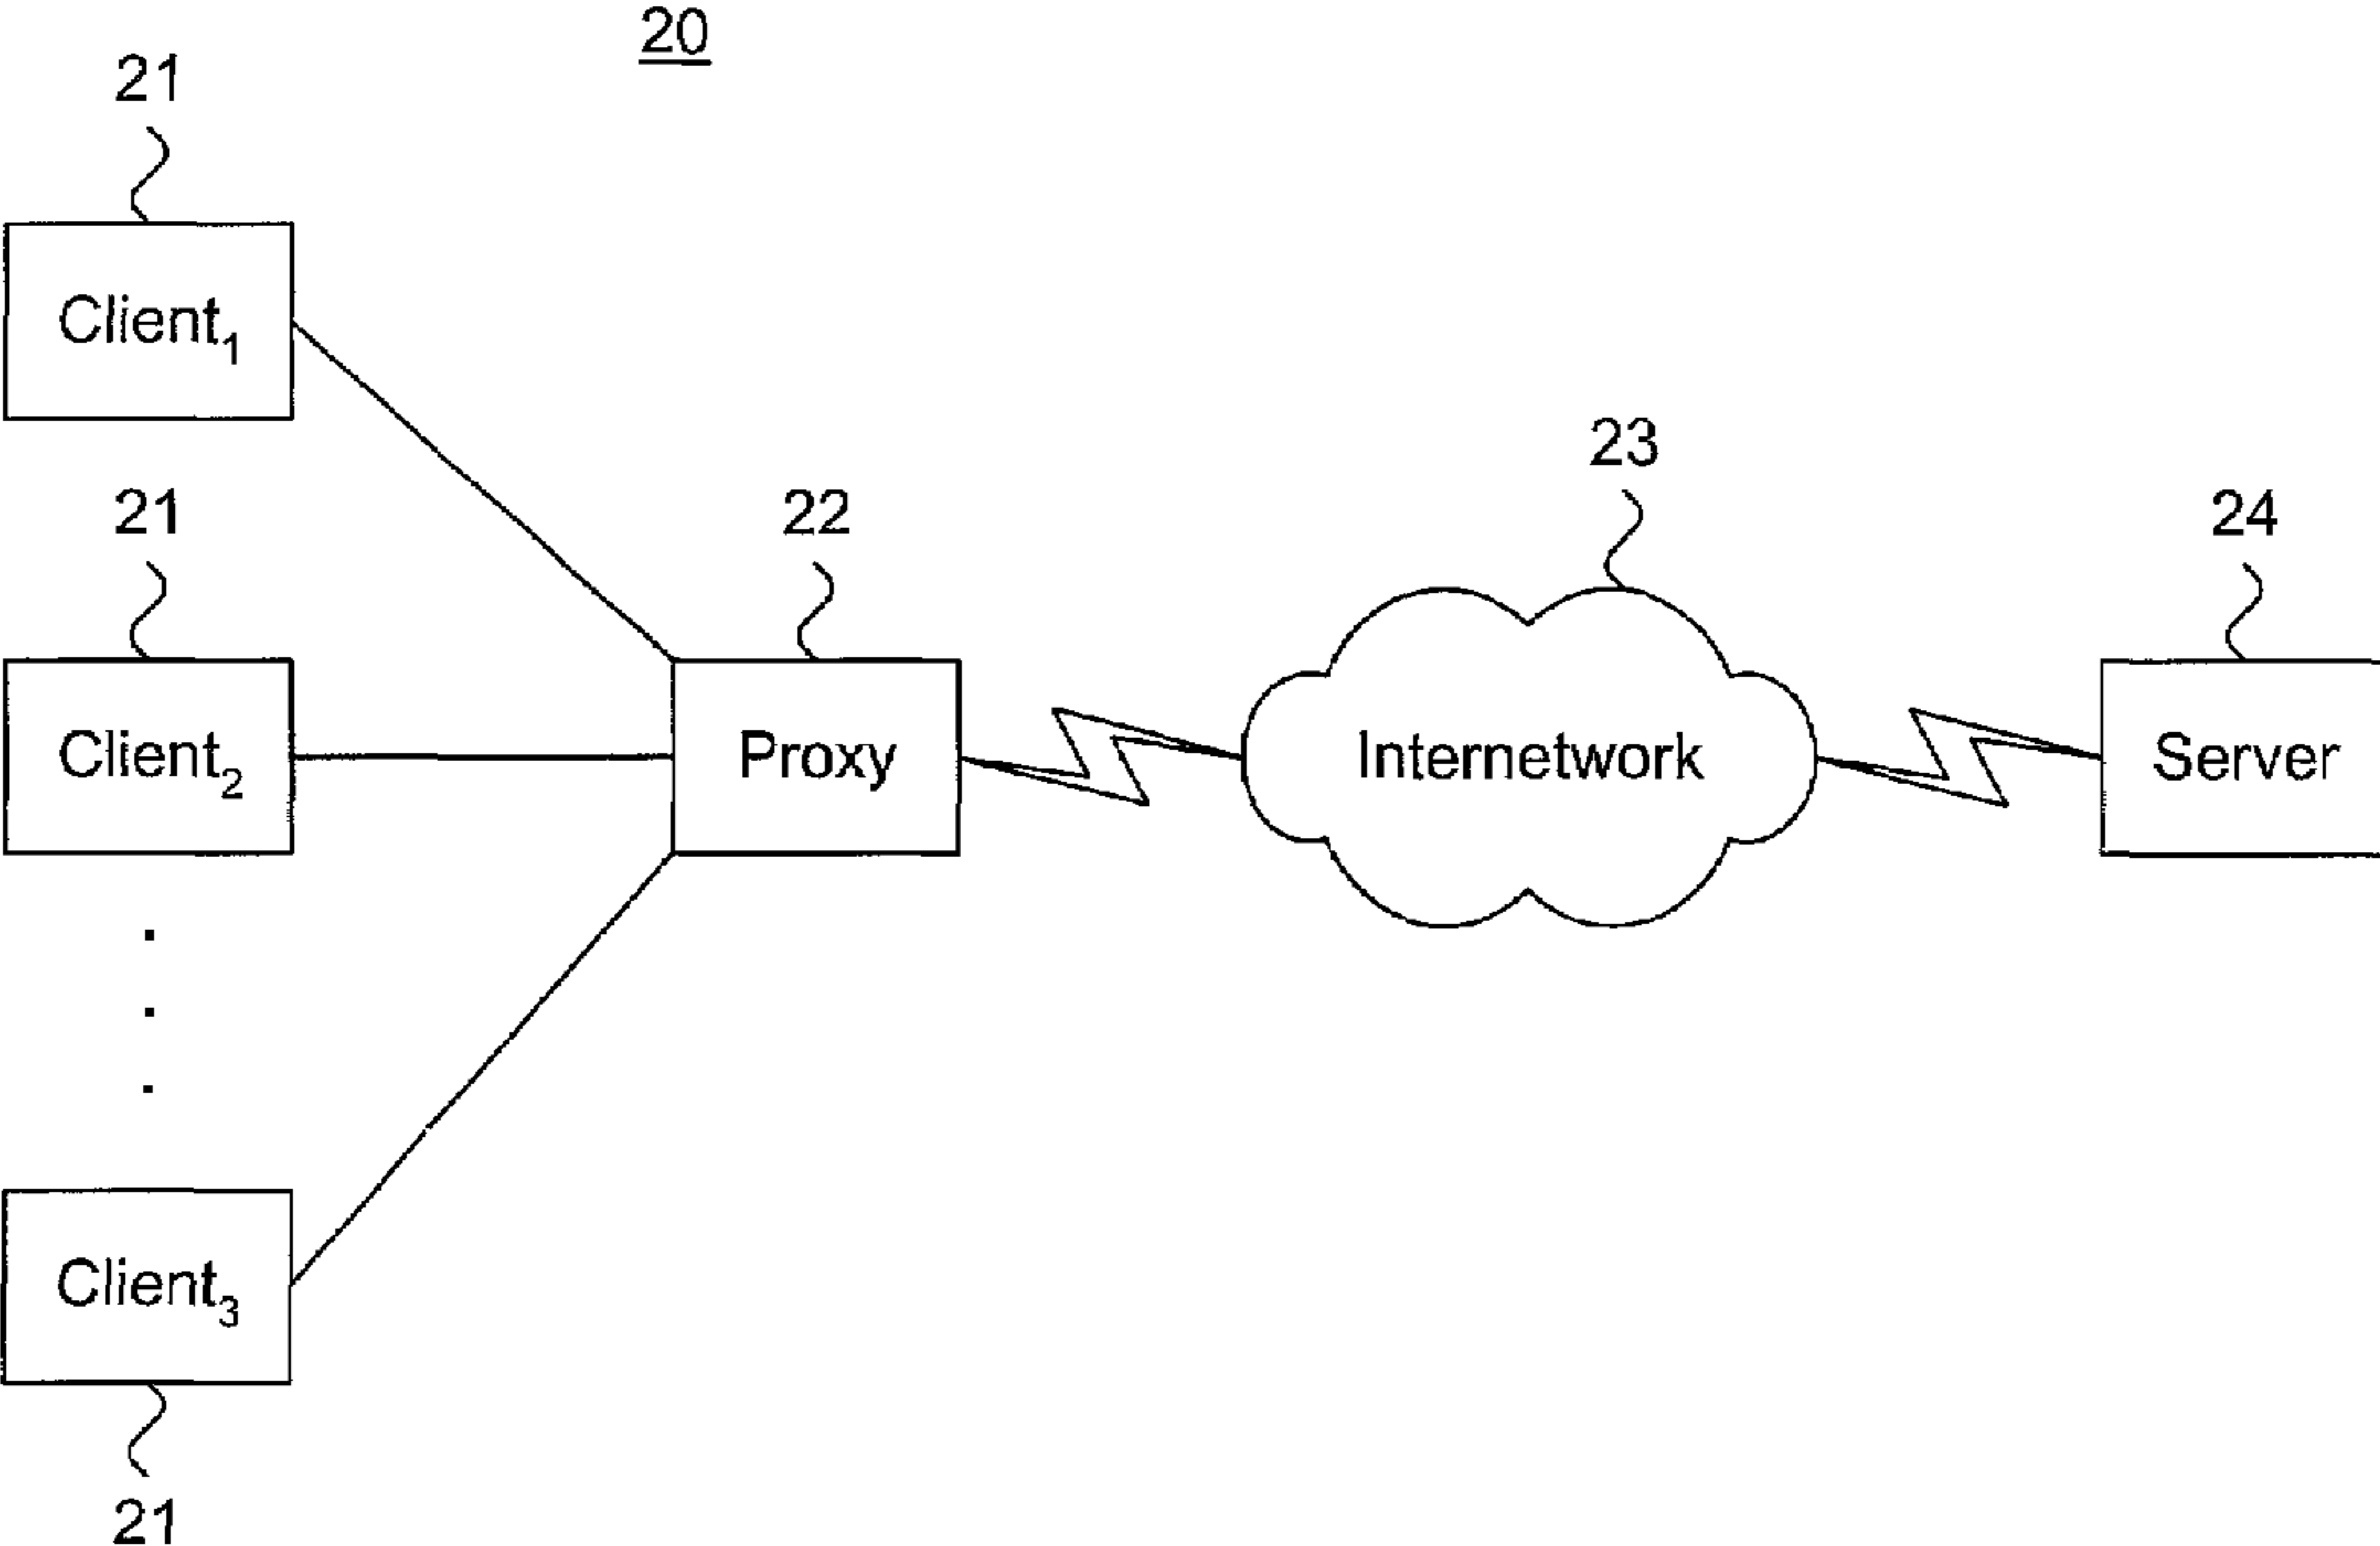 20
21
Client₁
23
21
22
24
Client₂
Proxy
Internetwork
Server
Client₃
21